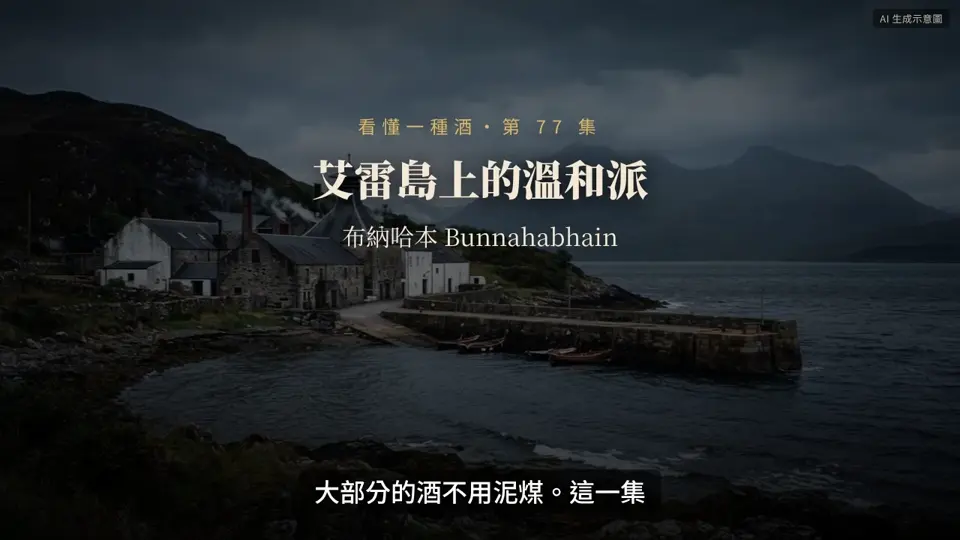 AI 生成示意圖
看懂一種酒・第 77 集
艾雷島上的溫和派
布納哈本 Bunnahabhain
大部分的酒不用泥煤。這一集